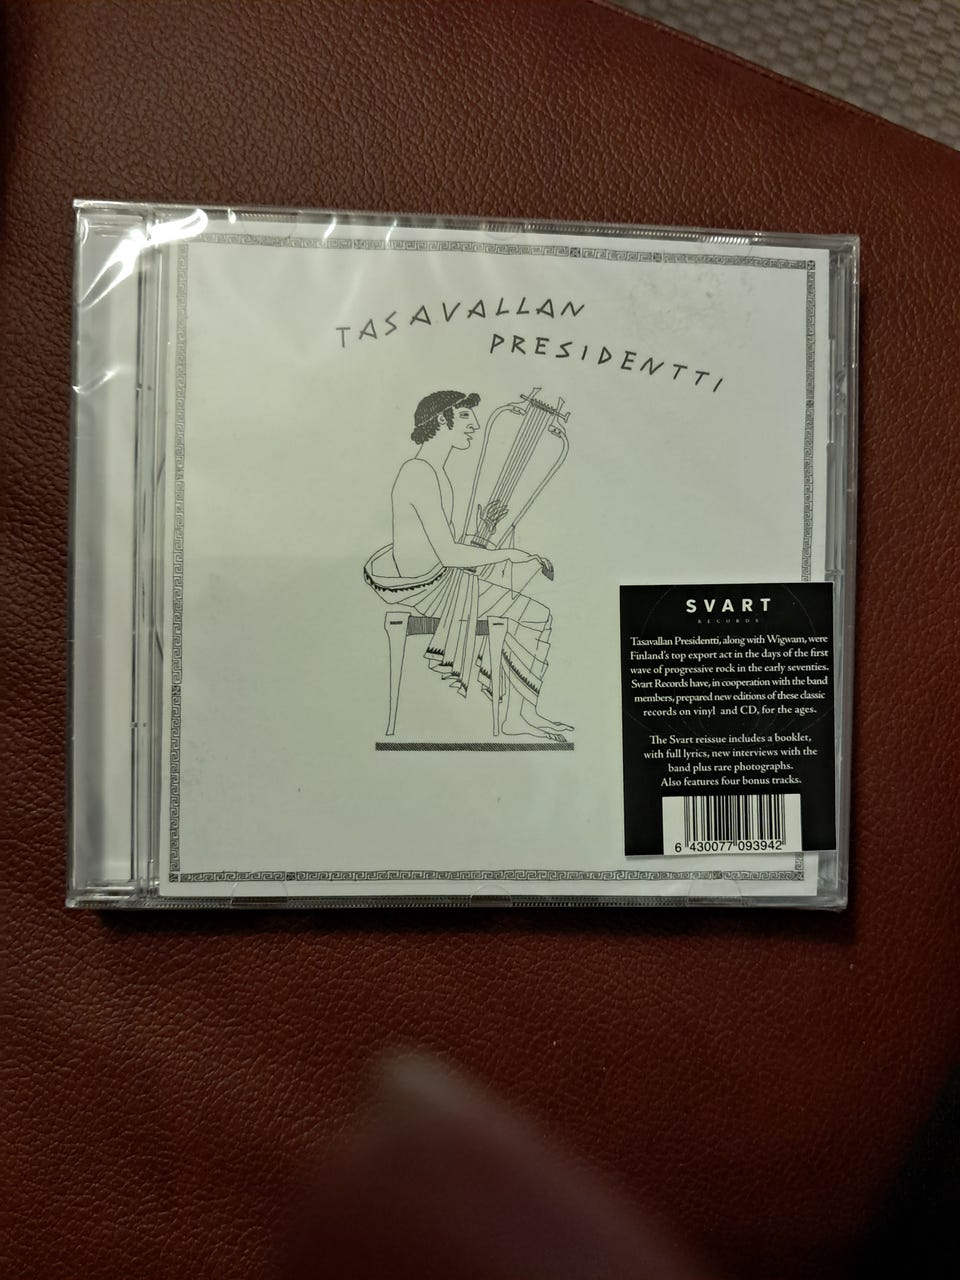 TASAVALLAN
PRESIDENTTI
SVART
RECORDS
Tasavallan Presidentti, along with Wigwam, were
Finland's top export act in the days of the first
wave of progressive rock in the early seventies.
Svart Records have, in cooperation with the band
members, prepared new editions of these classic
records on vinyl and CD, for the ages.
The Svart reissue includes a booklet,
with full lyrics, new interviews with the
band plus rare photographs.
Also features four bonus tracks.
6 430077 093942